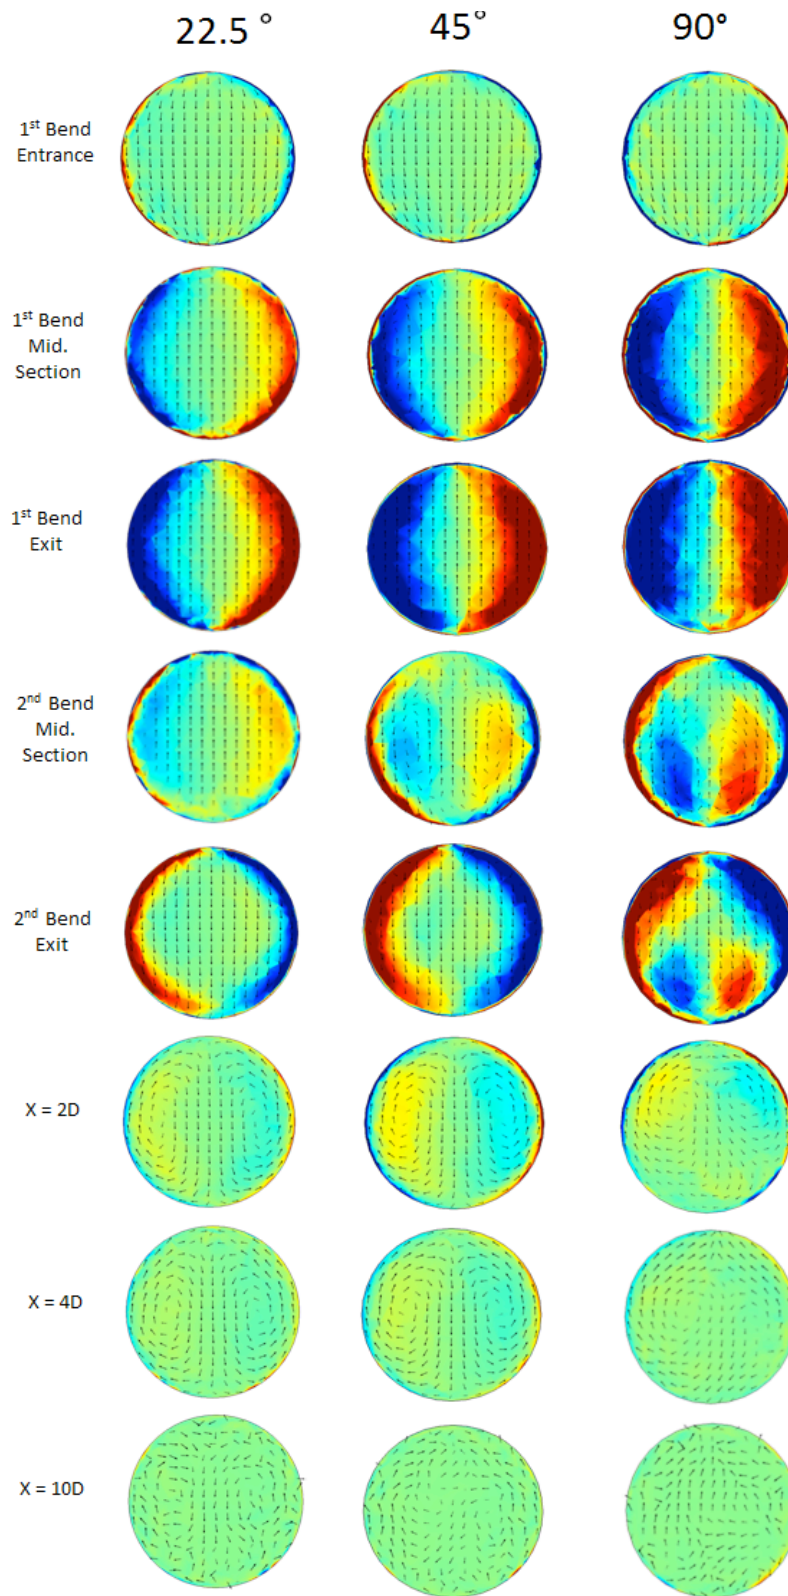 22.5 ° 45° 90°
1st Bend
Entrance
1st Bend
Mid.
Section
1st Bend
Exit
2nd Bend
Mid.
Section
2nd Bend
Exit
X = 2D
X = 4D
X = 10D